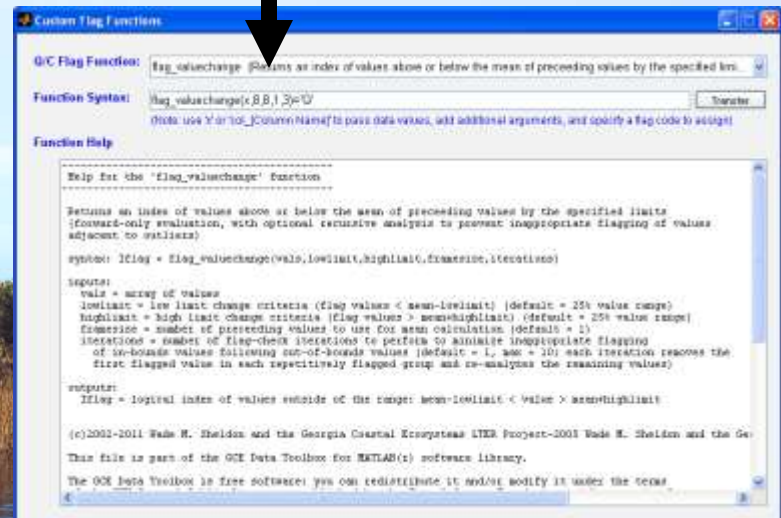 Custom Flag Functions
Q/C Flag Function: flag_valuechange (Returns an index of values above or below the mean of preceeding values by the specified limi...
Function Syntax: flag_valuechange(x,8,8,1,3)='Q' Transfer
(Note: use 'x' or 'col_[Column Name]' to pass data values, add additional arguments, and specify a flag code to assign)
Function Help
------------------------------------------
Help for the 'flag_valuechange' function
------------------------------------------
Returns an index of values above or below the mean of preceeding values by the specified limits
(forward-only evaluation, with optional recursive analysis to prevent inappropriate flagging of values
adjacent to outliers)
syntax: Iflag = flag_valuechange(vals,lowlimit,highlimit,framesize,iterations)
inputs:
vals = array of values
lowlimit = low limit change criteria (flag values < mean-lowlimit) (default = 25% value range)
highlimit = high limit change criteria (flag values > mean+highlimit) (default = 25% value range)
framesize = number of preceeding values to use for mean calculation (default = 1)
iterations = number of flag-check iterations to perform to minimize inappropriate flagging
of in-bounds values following out-of-bounds values (default = 1, max = 10; each iteration removes the
first flagged value in each repetitively flagged group and re-analyzes the remaining values)
outputs:
Iflag = logical index of values outside of the range: mean-lowlimit < value > mean+highlimit
(c)2002-2011 Wade M. Sheldon and the Georgia Coastal Ecosystems LTER Project-2005 Wade M. Sheldon and the Ge
This file is part of the GCE Data Toolbox for MATLAB(r) software library.
The GCE Data Toolbox is free software: you can redistribute it and/or modify it under the terms